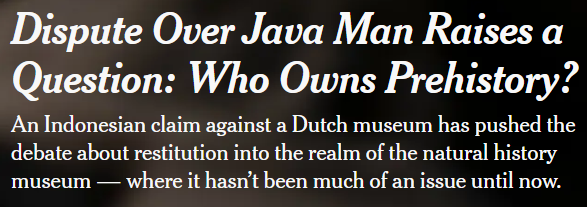 Dispute Over Java Man Raises a
Question: Who Owns Prehistory?
An Indonesian claim against a Dutch museum has pushed the
debate about restitution into the realm of the natural history
museum — where it hasn’t been much of an issue until now.